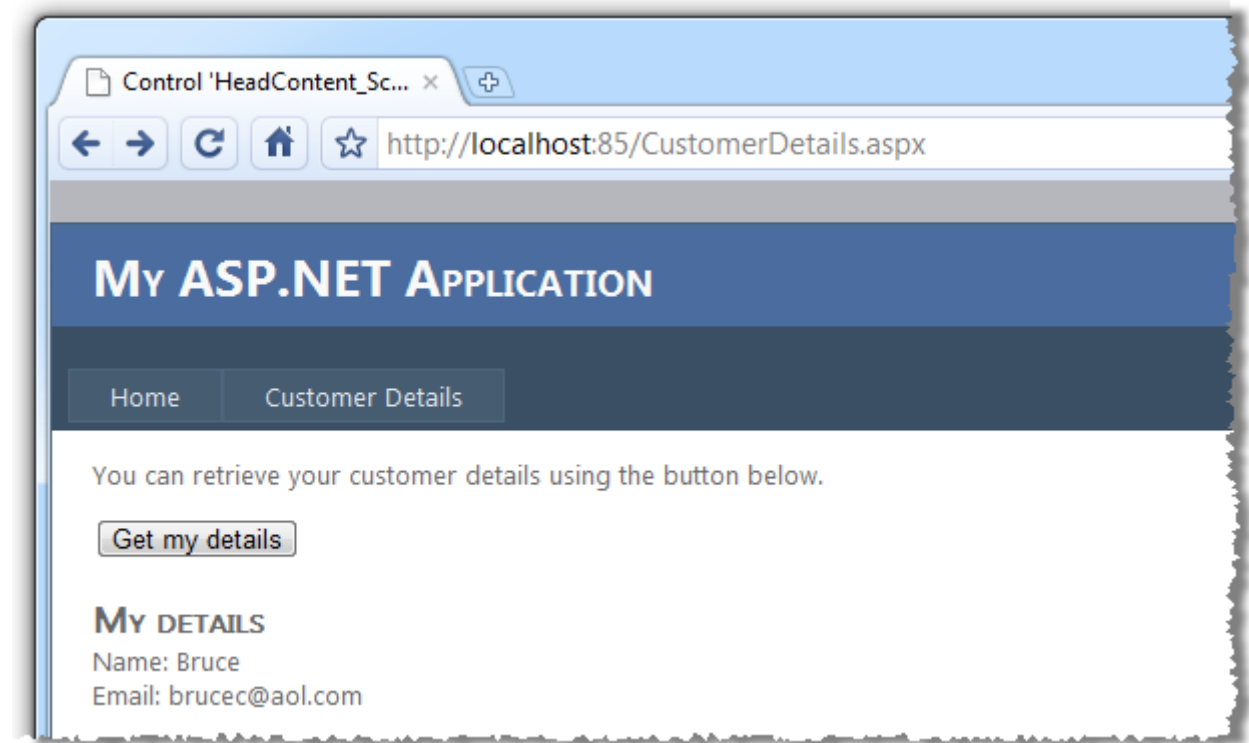 Control 'HeadContent_Sc...
http://localhost:85/CustomerDetails.aspx
My ASP.NET Application
Home
Customer Details
You can retrieve your customer details using the button below.
Get my details
My details
Name: Bruce
Email: brucec@aol.com